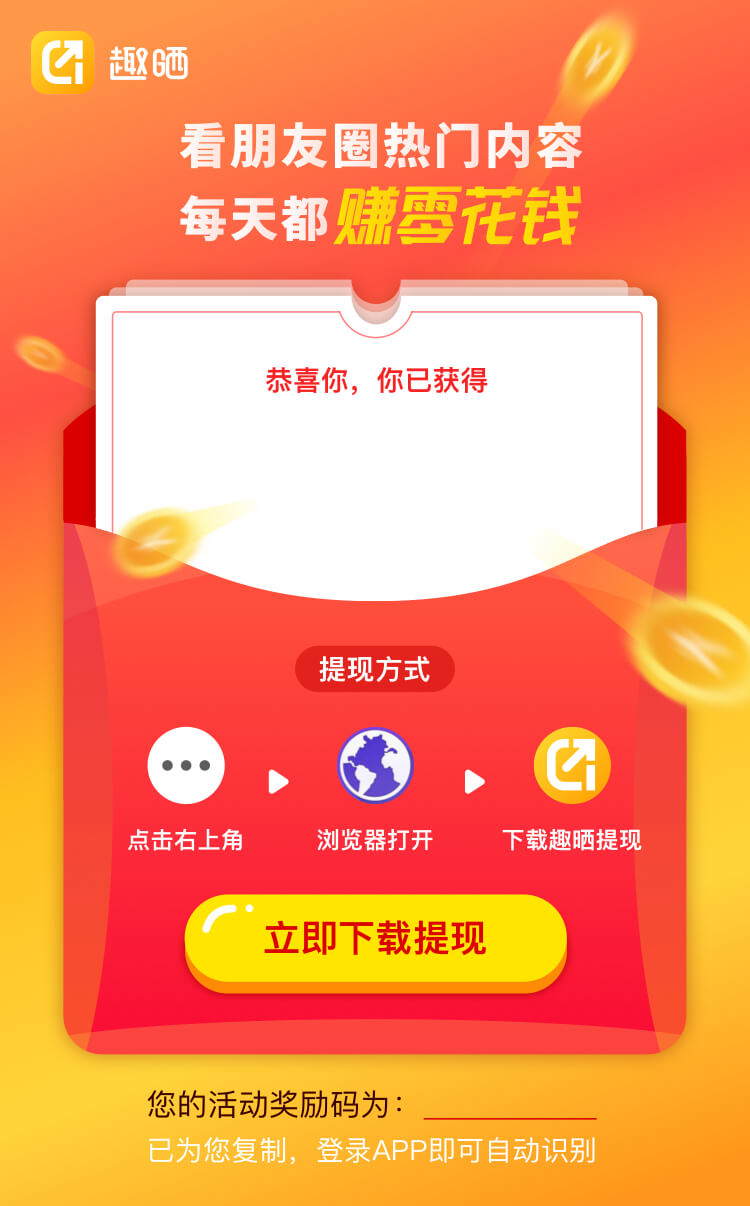 趣晒
看朋友圈热门内容
每天都赚零花钱
恭喜你，你已获得
提现方式
点击右上角
浏览器打开
下载趣晒提现
立即下载提现
您的活动奖励码为：
已为您复制，登录APP即可自动识别